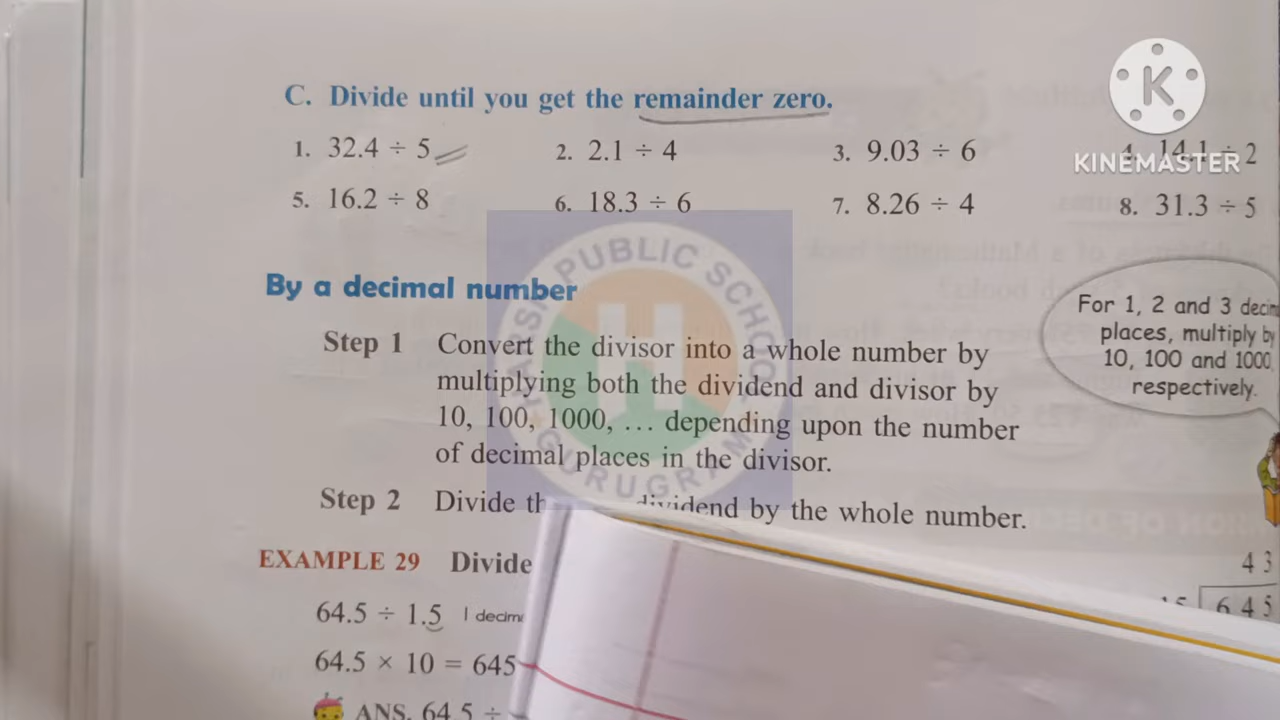 C. Divide until you get the remainder zero.
1. 32.4 ÷ 5 2. 2.1 ÷ 4 3. 9.03 ÷ 6 4. 14.1 ÷ 2
5. 16.2 ÷ 8 6. 18.3 ÷ 6 7. 8.26 ÷ 4 8. 31.3 ÷ 5
K
KINEMASTER
By a decimal number
Step 1 Convert the divisor into a whole number by
multiplying both the dividend and divisor by
10, 100, 1000, ... depending upon the number
of decimal places in the divisor.
For 1, 2 and 3
places, multiply by
10, 100 and 1000
respectively.
PUBLIC SCHOOL
GURUGRAM
H
Step 2 Divide dividend by the whole number.
EXAMPLE 29 Divide
64.5 ÷ 1.5 1
64.5 × 10 = 645
ANS. 64.5 ÷
4 3
15 6 4 5